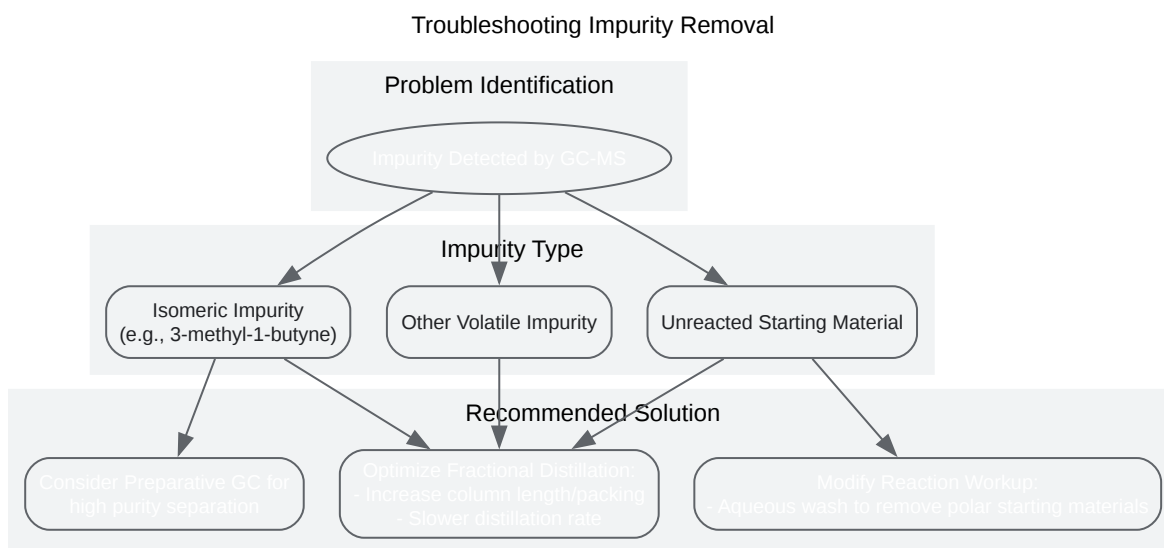 Troubleshooting Impurity Removal
Problem Identification
Impurity Detected by GC-MS
Impurity Type
Isomeric Impurity
(e.g., 3-methyl-1-butyne)
Other Volatile Impurity
Unreacted Starting Material
Recommended Solution
Consider Preparative GC for
high purity separation
Optimize Fractional Distillation:
- Increase column length/packing
- Slower distillation rate
Modify Reaction Workup:
- Aqueous wash to remove polar starting materials